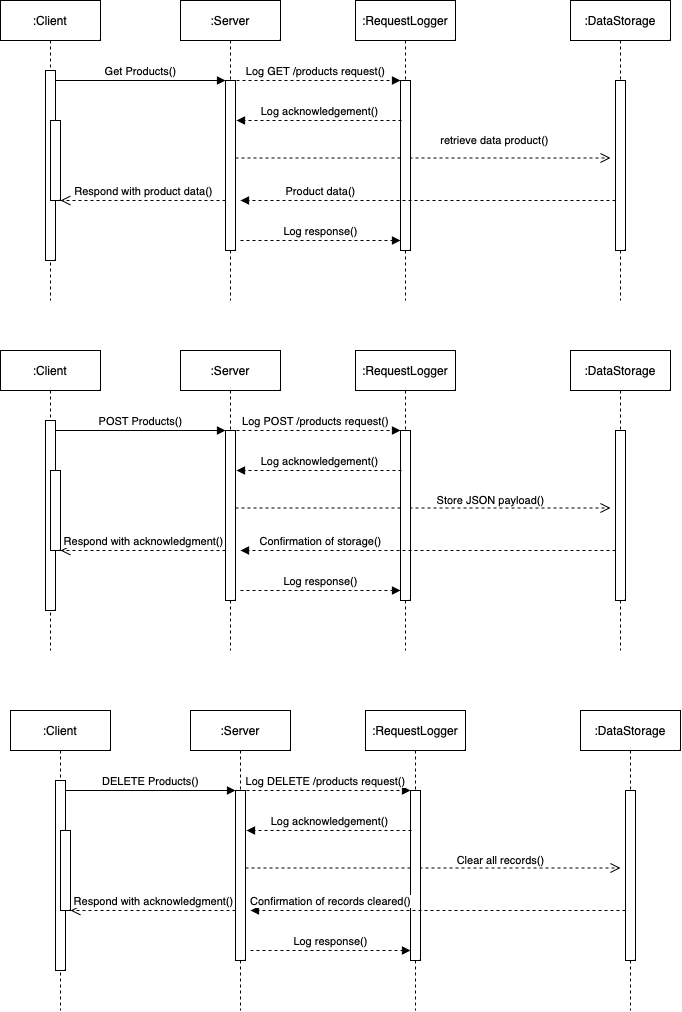 :Client
:Server
:RequestLogger
:DataStorage
Get Products()
Log GET /products request()
Log acknowledgement()
retrieve data product()
Respond with product data()
Product data()
Log response()
:Client
:Server
:RequestLogger
:DataStorage
POST Products()
Log POST /products request()
Log acknowledgement()
Store JSON payload()
Respond with acknowledgment()
Confirmation of storage()
Log response()
:Client
:Server
:RequestLogger
:DataStorage
DELETE Products()
Log DELETE /products request()
Log acknowledgement()
Clear all records()
Respond with acknowledgment()
Confirmation of records cleared()
Log response()